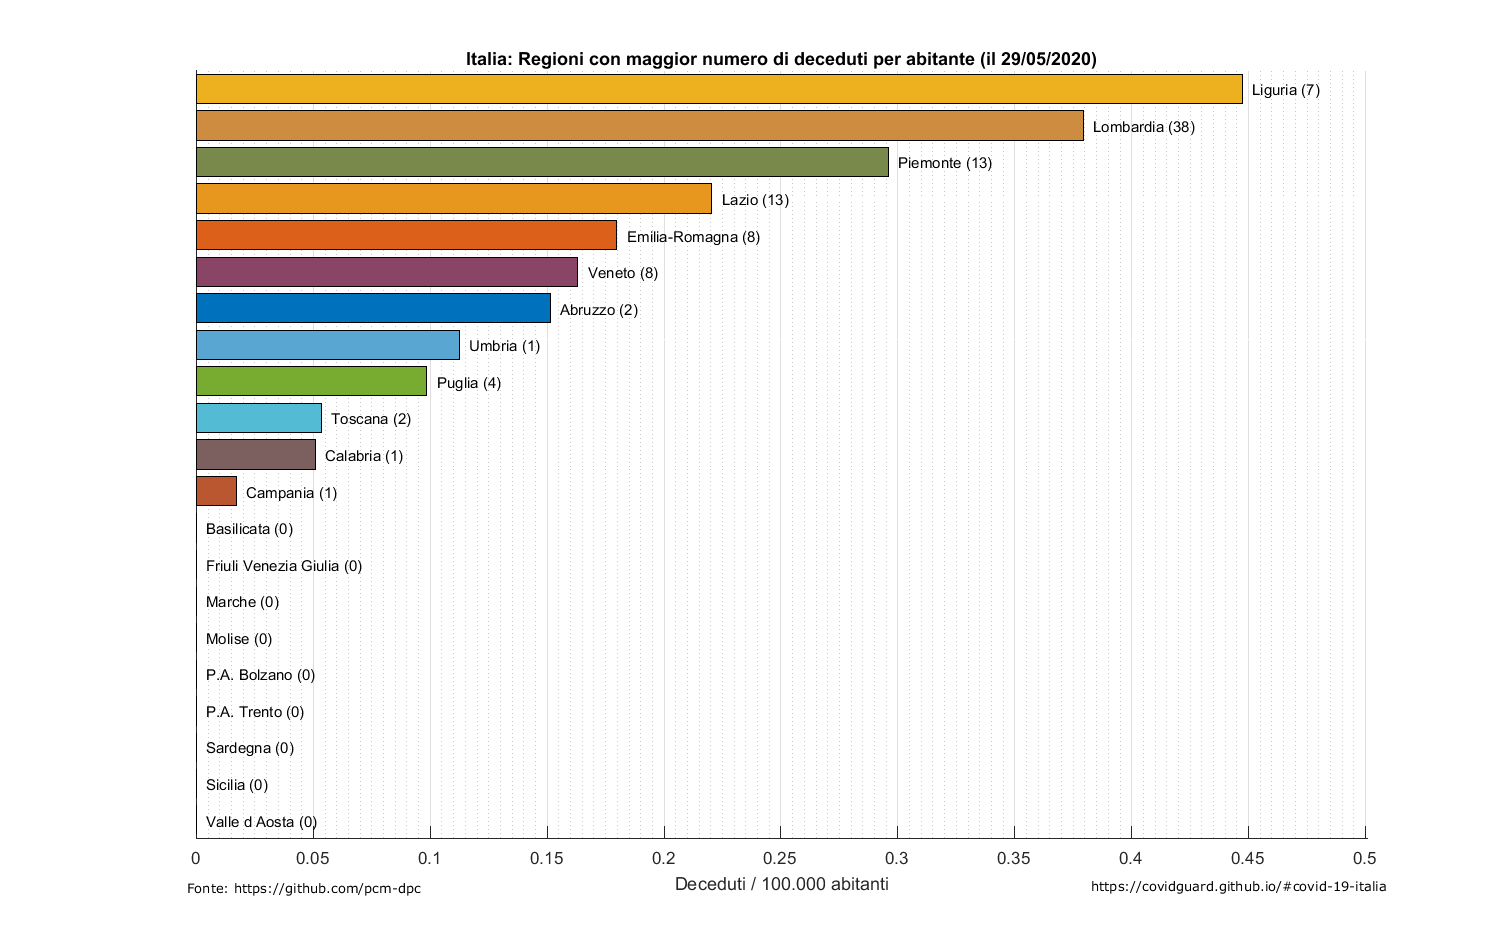 Italia: Regioni con maggior numero di deceduti per abitante (il 29/05/2020)
Liguria (7)
Lombardia (38)
Piemonte (13)
Lazio (13)
Emilia-Romagna (8)
Veneto (8)
Abruzzo (2)
Umbria (1)
Puglia (4)
Toscana (2)
Calabria (1)
Campania (1)
Basilicata (0)
Friuli Venezia Giulia (0)
Marche (0)
Molise (0)
P.A. Bolzano (0)
P.A. Trento (0)
Sardegna (0)
Sicilia (0)
Valle d Aosta (0)
0 0.05 0.1 0.15 0.2 0.25 0.3 0.35 0.4 0.45 0.5
Deceduti / 100.000 abitanti
Fonte: https://github.com/pcm-dpc
https://covidguard.github.io/#covid-19-italia